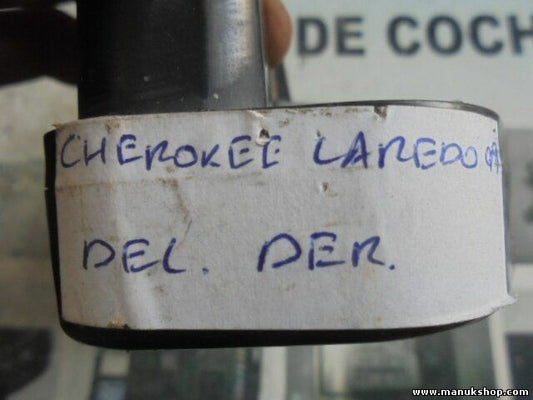 DE COCH
CHEROKEE LAREDO
DEL. DER.
www.manukshop.com